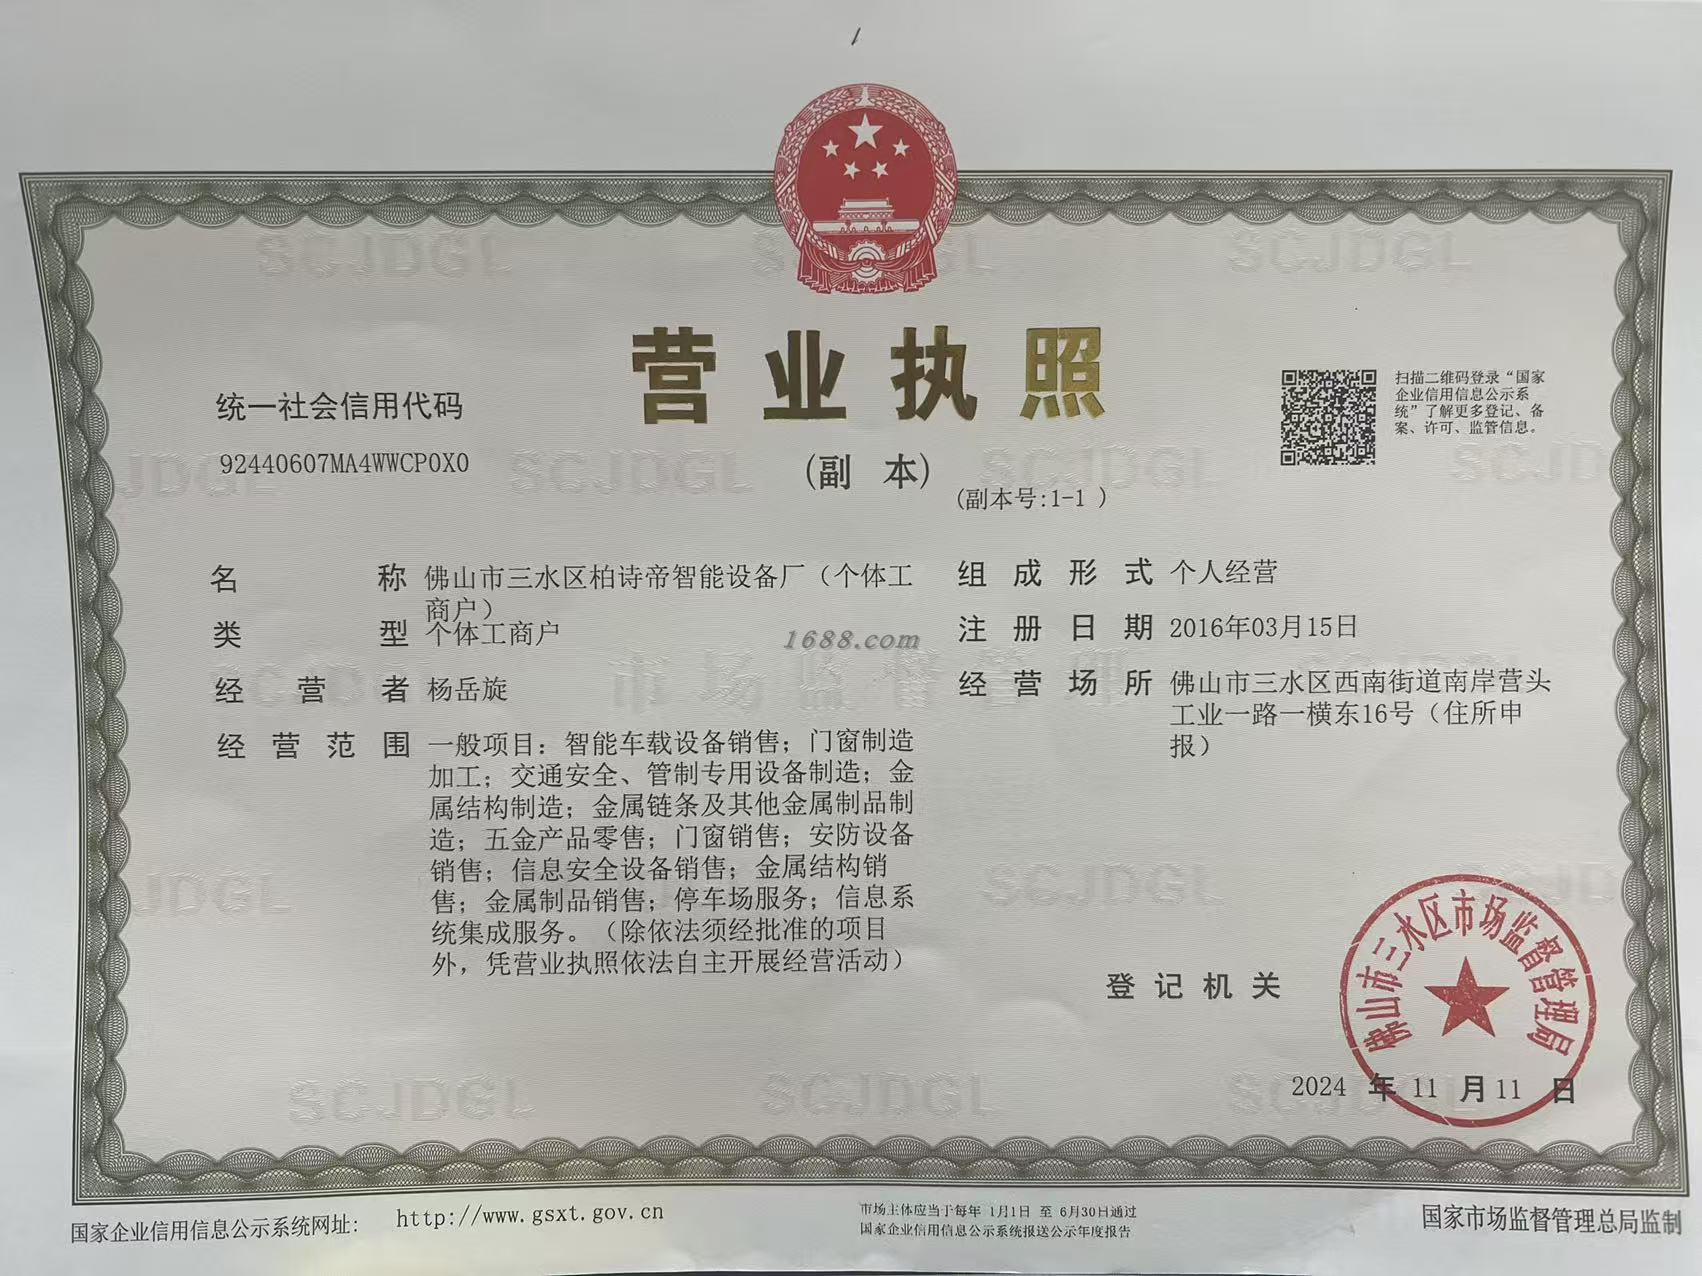 营业执照
(副 本)
(副本号:1-1 )
统一社会信用代码
92440607MA4WWCP0X0
扫描二维码登录“国家
企业信用信息公示系
统”了解更多登记、备
案、许可、监管信息。
名 称 佛山市三水区柏诗帝智能设备厂（个体工
商户）
类 型 个体工商户
经 营 者 杨岳旋
经 营 范 围 一般项目：智能车载设备销售；门窗制造
加工；交通安全、管制专用设备制造；金
属结构制造；金属链条及其他金属制品制
造；五金产品零售；门窗销售；安防设备
销售；信息安全设备销售；金属结构销
售；金属制品销售；停车场服务；信息系
统集成服务。（除依法须经批准的项目
外，凭营业执照依法自主开展经营活动）
组 成 形 式 个人经营
注 册 日 期 2016年03月15日
经 营 场 所 佛山市三水区西南街道南岸营头
工业一路一横东16号（住所申
报）
1688.com
登 记 机 关
佛山市三水区市场监督管理局
2024 年 11 月 11 日
国家企业信用信息公示系统网址: http://www.gsxt.gov.cn
市场主体应当于每年 1月1日 至 6月30日通过
国家企业信用信息公示系统报送公示年度报告
国家市场监督管理总局监制
SCJDGL
SCJDGL
SCJDGL
JDGL
SCJDGL
SCJDGL
SCJD
市场监督管理
JDGL
SCJDGL
SCJDGL
SCJDGL
SCJDGL